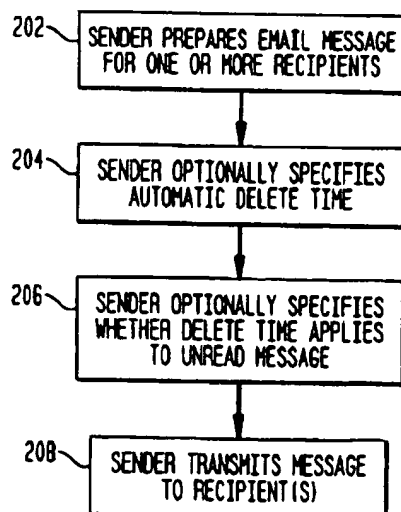 202
SENDER PREPARES EMAIL MESSAGE
FOR ONE OR MORE RECIPIENTS
204
SENDER OPTIONALLY SPECIFIES
AUTOMATIC DELETE TIME
206
SENDER OPTIONALLY SPECIFIES
WHETHER DELETE TIME APPLIES
TO UNREAD MESSAGE
208
SENDER TRANSMITS MESSAGE
TO RECIPIENT(S)